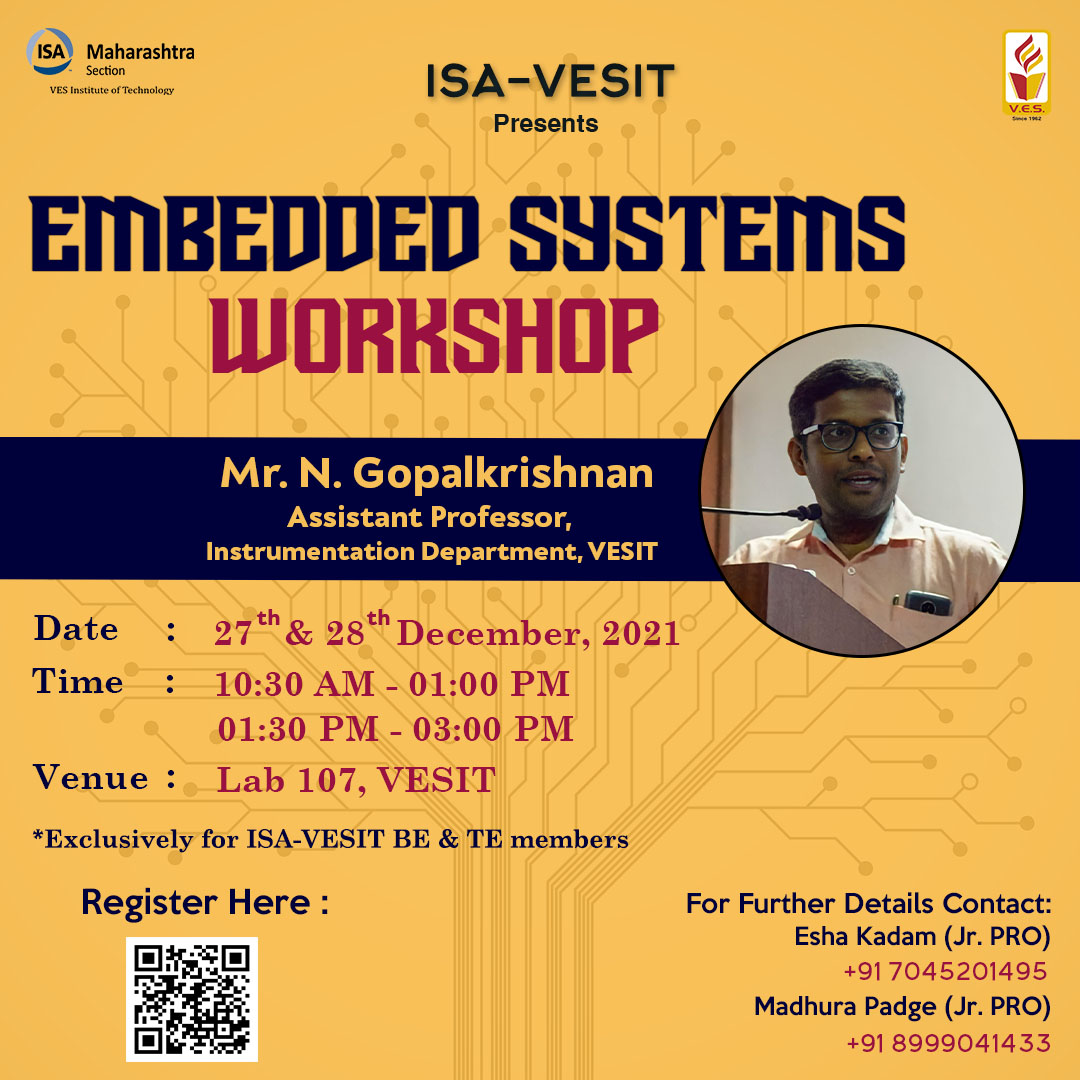 ISA Maharashtra
Section
VES Institute of Technology
ISA-VESIT
Presents
V.E.S.
Since 1962
EMBEDDED SYSTEMS
WORKSHOP
Mr. N. Gopalkrishnan
Assistant Professor,
Instrumentation Department, VESIT
Date : 27th & 28th December, 2021
Time : 10:30 AM - 01:00 PM
01:30 PM - 03:00 PM
Venue : Lab 107, VESIT
*Exclusively for ISA-VESIT BE & TE members
Register Here :
For Further Details Contact:
Esha Kadam (Jr. PRO)
+91 7045201495
Madhura Padge (Jr. PRO)
+91 8999041433